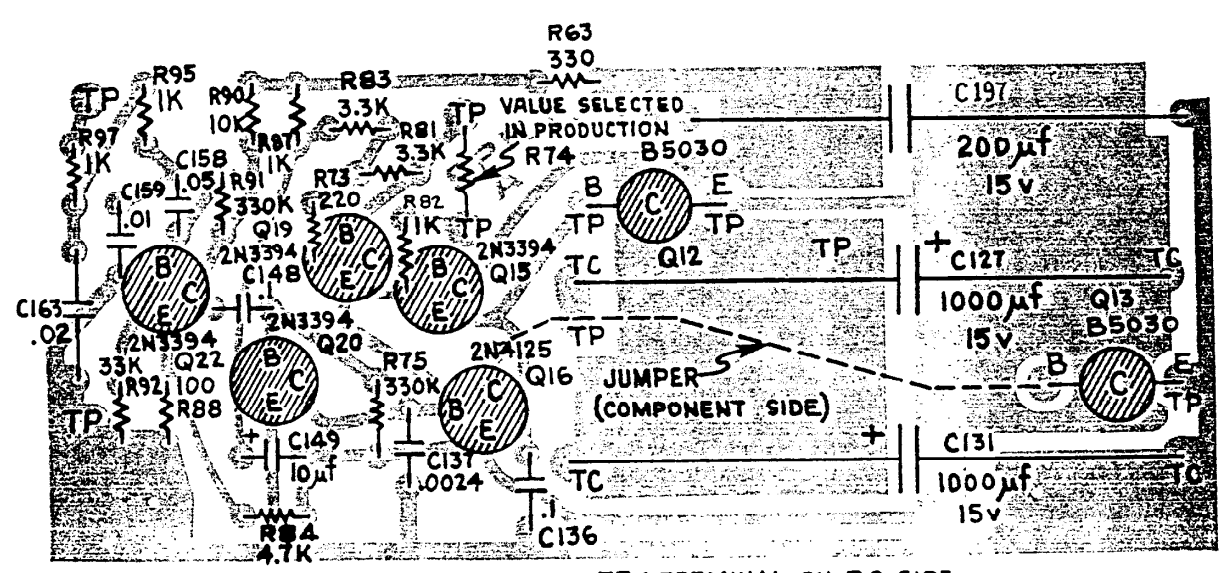 R63
330
R95
1K
TP
R90
10K
R83
3.3K
VALUE SELECTED
IN PRODUCTION
R74
TP
C197
200µf
15v
R97
1K
R87
1K
R81
3.3K
B5030
C158
.05
R91
330K
C159
.01
R73
220
R82
1K
TP
B
C
E
TP
TP
Q12
Q19
2N3394
B
C
E
2N3394
Q15
B
C
E
TC
TP
+
C127
1000µf
15v
TC
B
C
E
C148
.1
C163
.02
2N3394
Q22
2N3394
Q20
B
C
E
2N4125
Q16
TP
Q13
B5030
B
C
E
TP
33K
R92
100
R88
TP
R75
330K
B
C
E
JUMPER
(COMPONENT SIDE)
+
C149
10µf
C137
.0024
TC
+
C131
1000µf
15v
TC
R84
4.7K
.1
C136